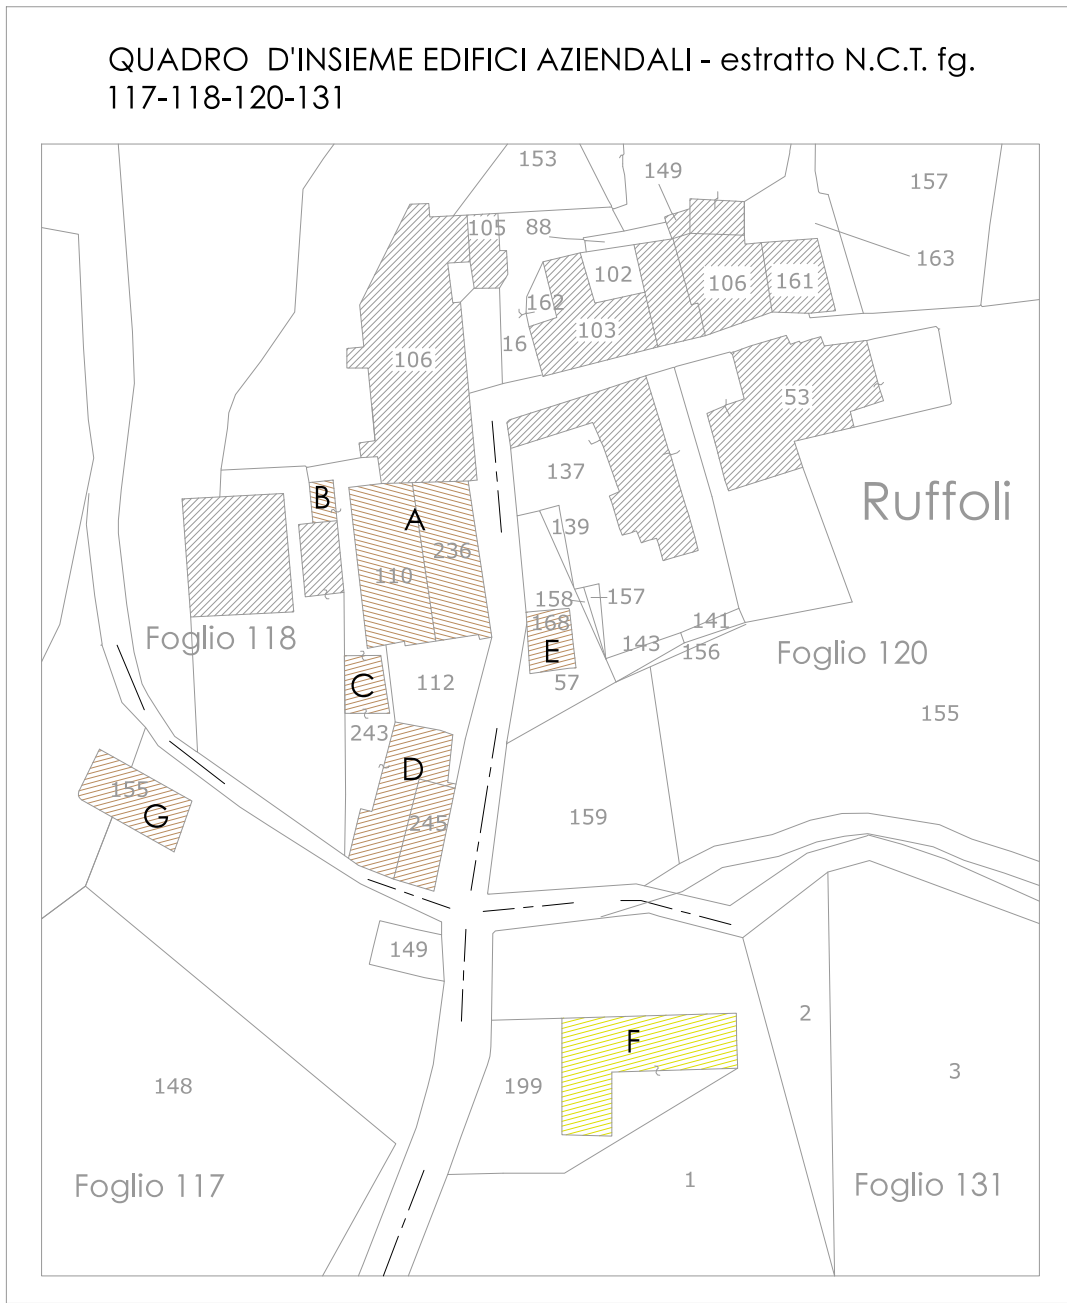 QUADRO D'INSIEME EDIFICI AZIENDALI - estratto N.C.T. fg.
117-118-120-131
153
149
157
105
88
163
102
106
161
162
103
16
106
53
137
Ruffoli
B
A
139
236
110
158
157
168
141
Foglio 118
143
156
E
Foglio 120
C
112
57
155
243
D
155
G
245
159
149
2
F
148
199
3
Foglio 117
1
Foglio 131